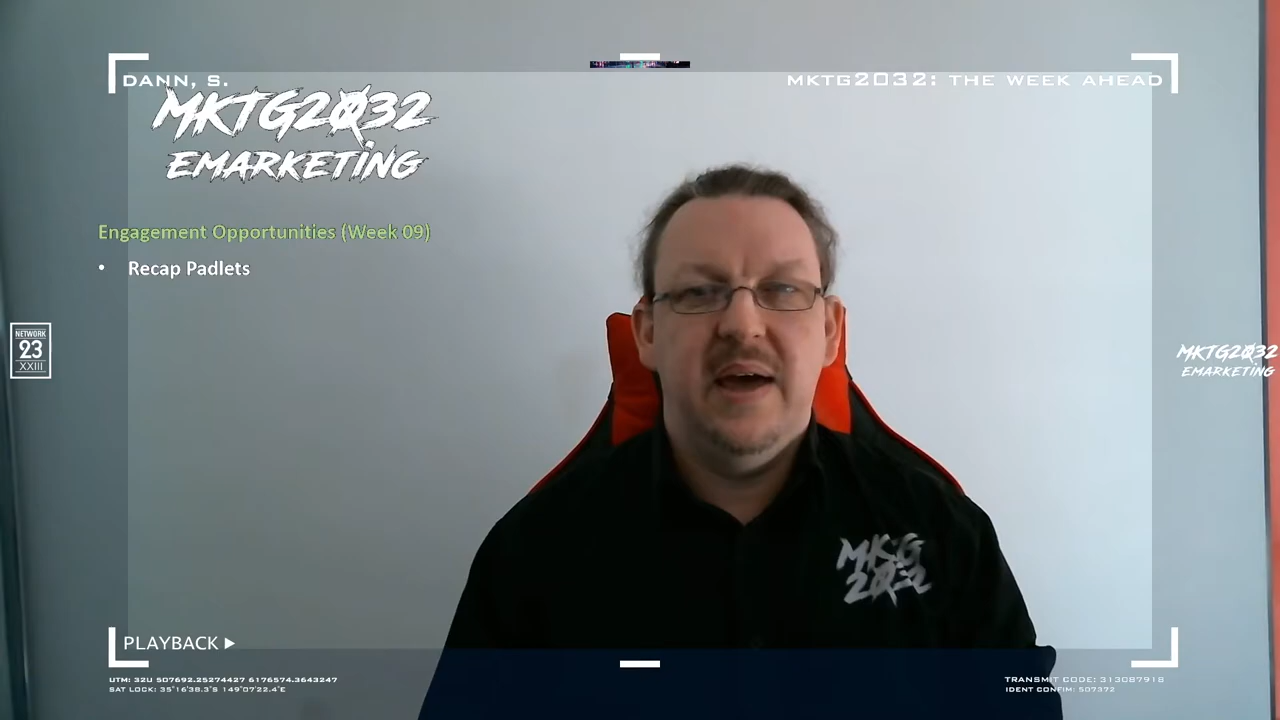 DANN, S.
MKTG2032: THE WEEK AHEAD
MKTG2032
EMARKETING
Engagement Opportunities (Week 09)
• Recap Padlets
NETWORK
23
XXIII
MKTG2032
EMARKETING
MKG
2032
PLAYBACK
UTM: 32U 507692.25274427 6176574.3643247
SAT LOCK: 35°16'38.3"S 149°07'22.4"E
TRANSMIT CODE: 313087918
IDENT CONFIM: 507372